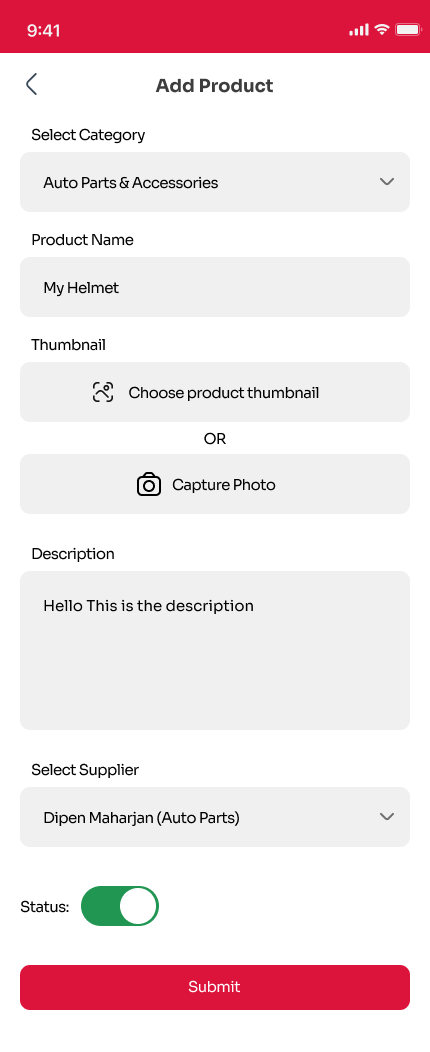 9:41
Add Product
Select Category
Auto Parts & Accessories
Product Name
My Helmet
Thumbnail
Choose product thumbnail
OR
Capture Photo
Description
Hello This is the description
Select Supplier
Dipen Maharjan (Auto Parts)
Status:
Submit